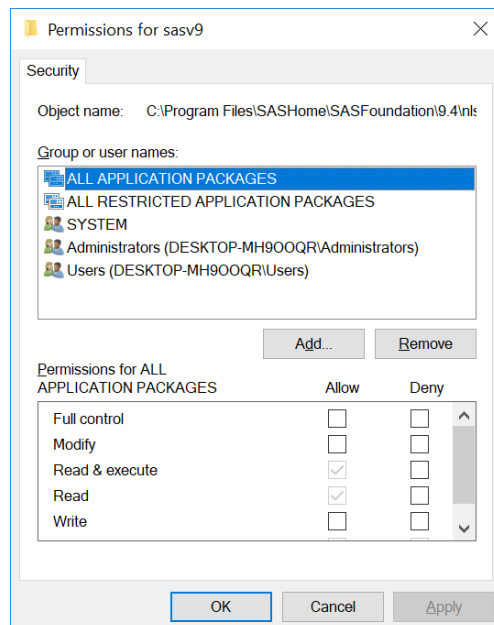 Permissions for sasv9
Security
Object name: C:\Program Files\SASHome\SASFoundation\9.4\nls
Group or user names:
ALL APPLICATION PACKAGES
ALL RESTRICTED APPLICATION PACKAGES
SYSTEM
Administrators (DESKTOP-MH9OOQR\Administrators)
Users (DESKTOP-MH9OOQR\Users)
Add... Remove
Permissions for ALL
APPLICATION PACKAGES Allow Deny
Full control
Modify
Read & execute
Read
Write
OK Cancel Apply